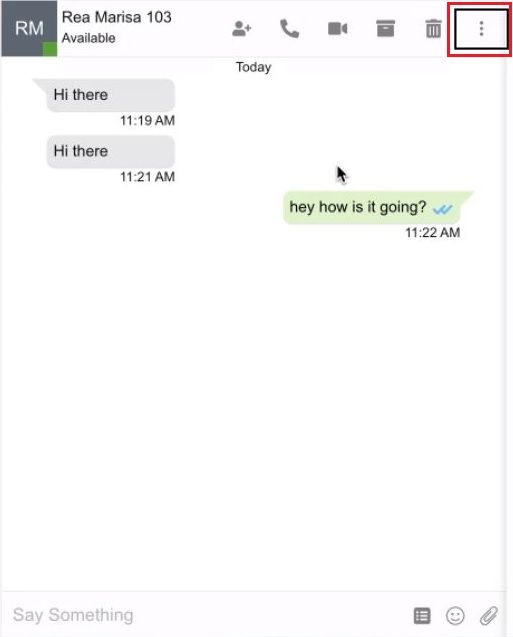 RM
Rea Marisa 103
Available
Today
Hi there
11:19 AM
Hi there
11:21 AM
hey how is it going?
11:22 AM
Say Something